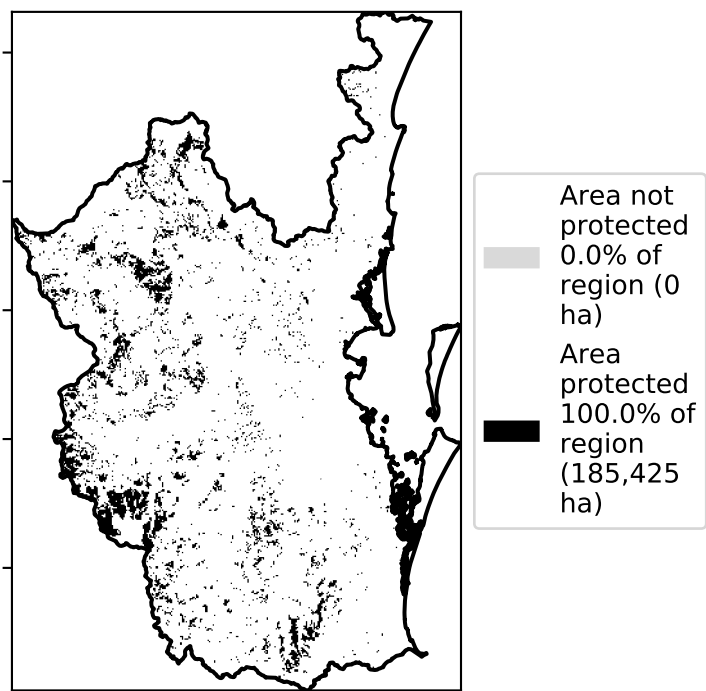 Area not
protected
0.0% of
region (0
ha)
Area
protected
100.0% of
region
(185,425
ha)